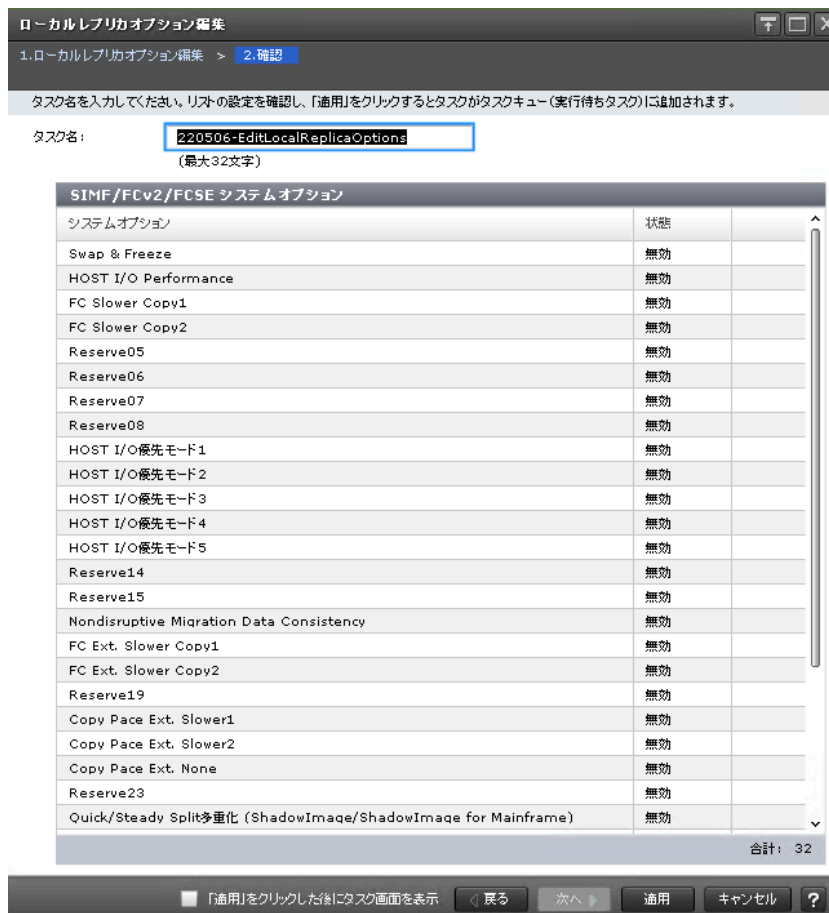 ローカルレプリカオプション編集
1.ローカルレプリカオプション編集 > 2.確認
タスク名を入力してください。リストの設定を確認し、「適用」をクリックするとタスクがタスクキュー(実行待ちタスク)に追加されます。
タスク名: 220506-EditLocalReplicaOptions
(最大32文字)
SIMF/FCv2/FCSE システムオプション
システムオプション 状態
Swap & Freeze 無効
HOST I/O Performance 無効
FC Slower Copy1 無効
FC Slower Copy2 無効
Reserve05 無効
Reserve06 無効
Reserve07 無効
Reserve08 無効
HOST I/O優先モード1 無効
HOST I/O優先モード2 無効
HOST I/O優先モード3 無効
HOST I/O優先モード4 無効
HOST I/O優先モード5 無効
Reserve14 無効
Reserve15 無効
Nondisruptive Migration Data Consistency 無効
FC Ext. Slower Copy1 無効
FC Ext. Slower Copy2 無効
Reserve19 無効
Copy Pace Ext. Slower1 無効
Copy Pace Ext. Slower2 無効
Copy Pace Ext. None 無効
Reserve23 無効
Quick/Steady Split多重化 (ShadowImage/ShadowImage for Mainframe) 無効
合計: 32
「適用」をクリックした後にタスク画面を表示 戻る 次へ 適用 キャンセル ?